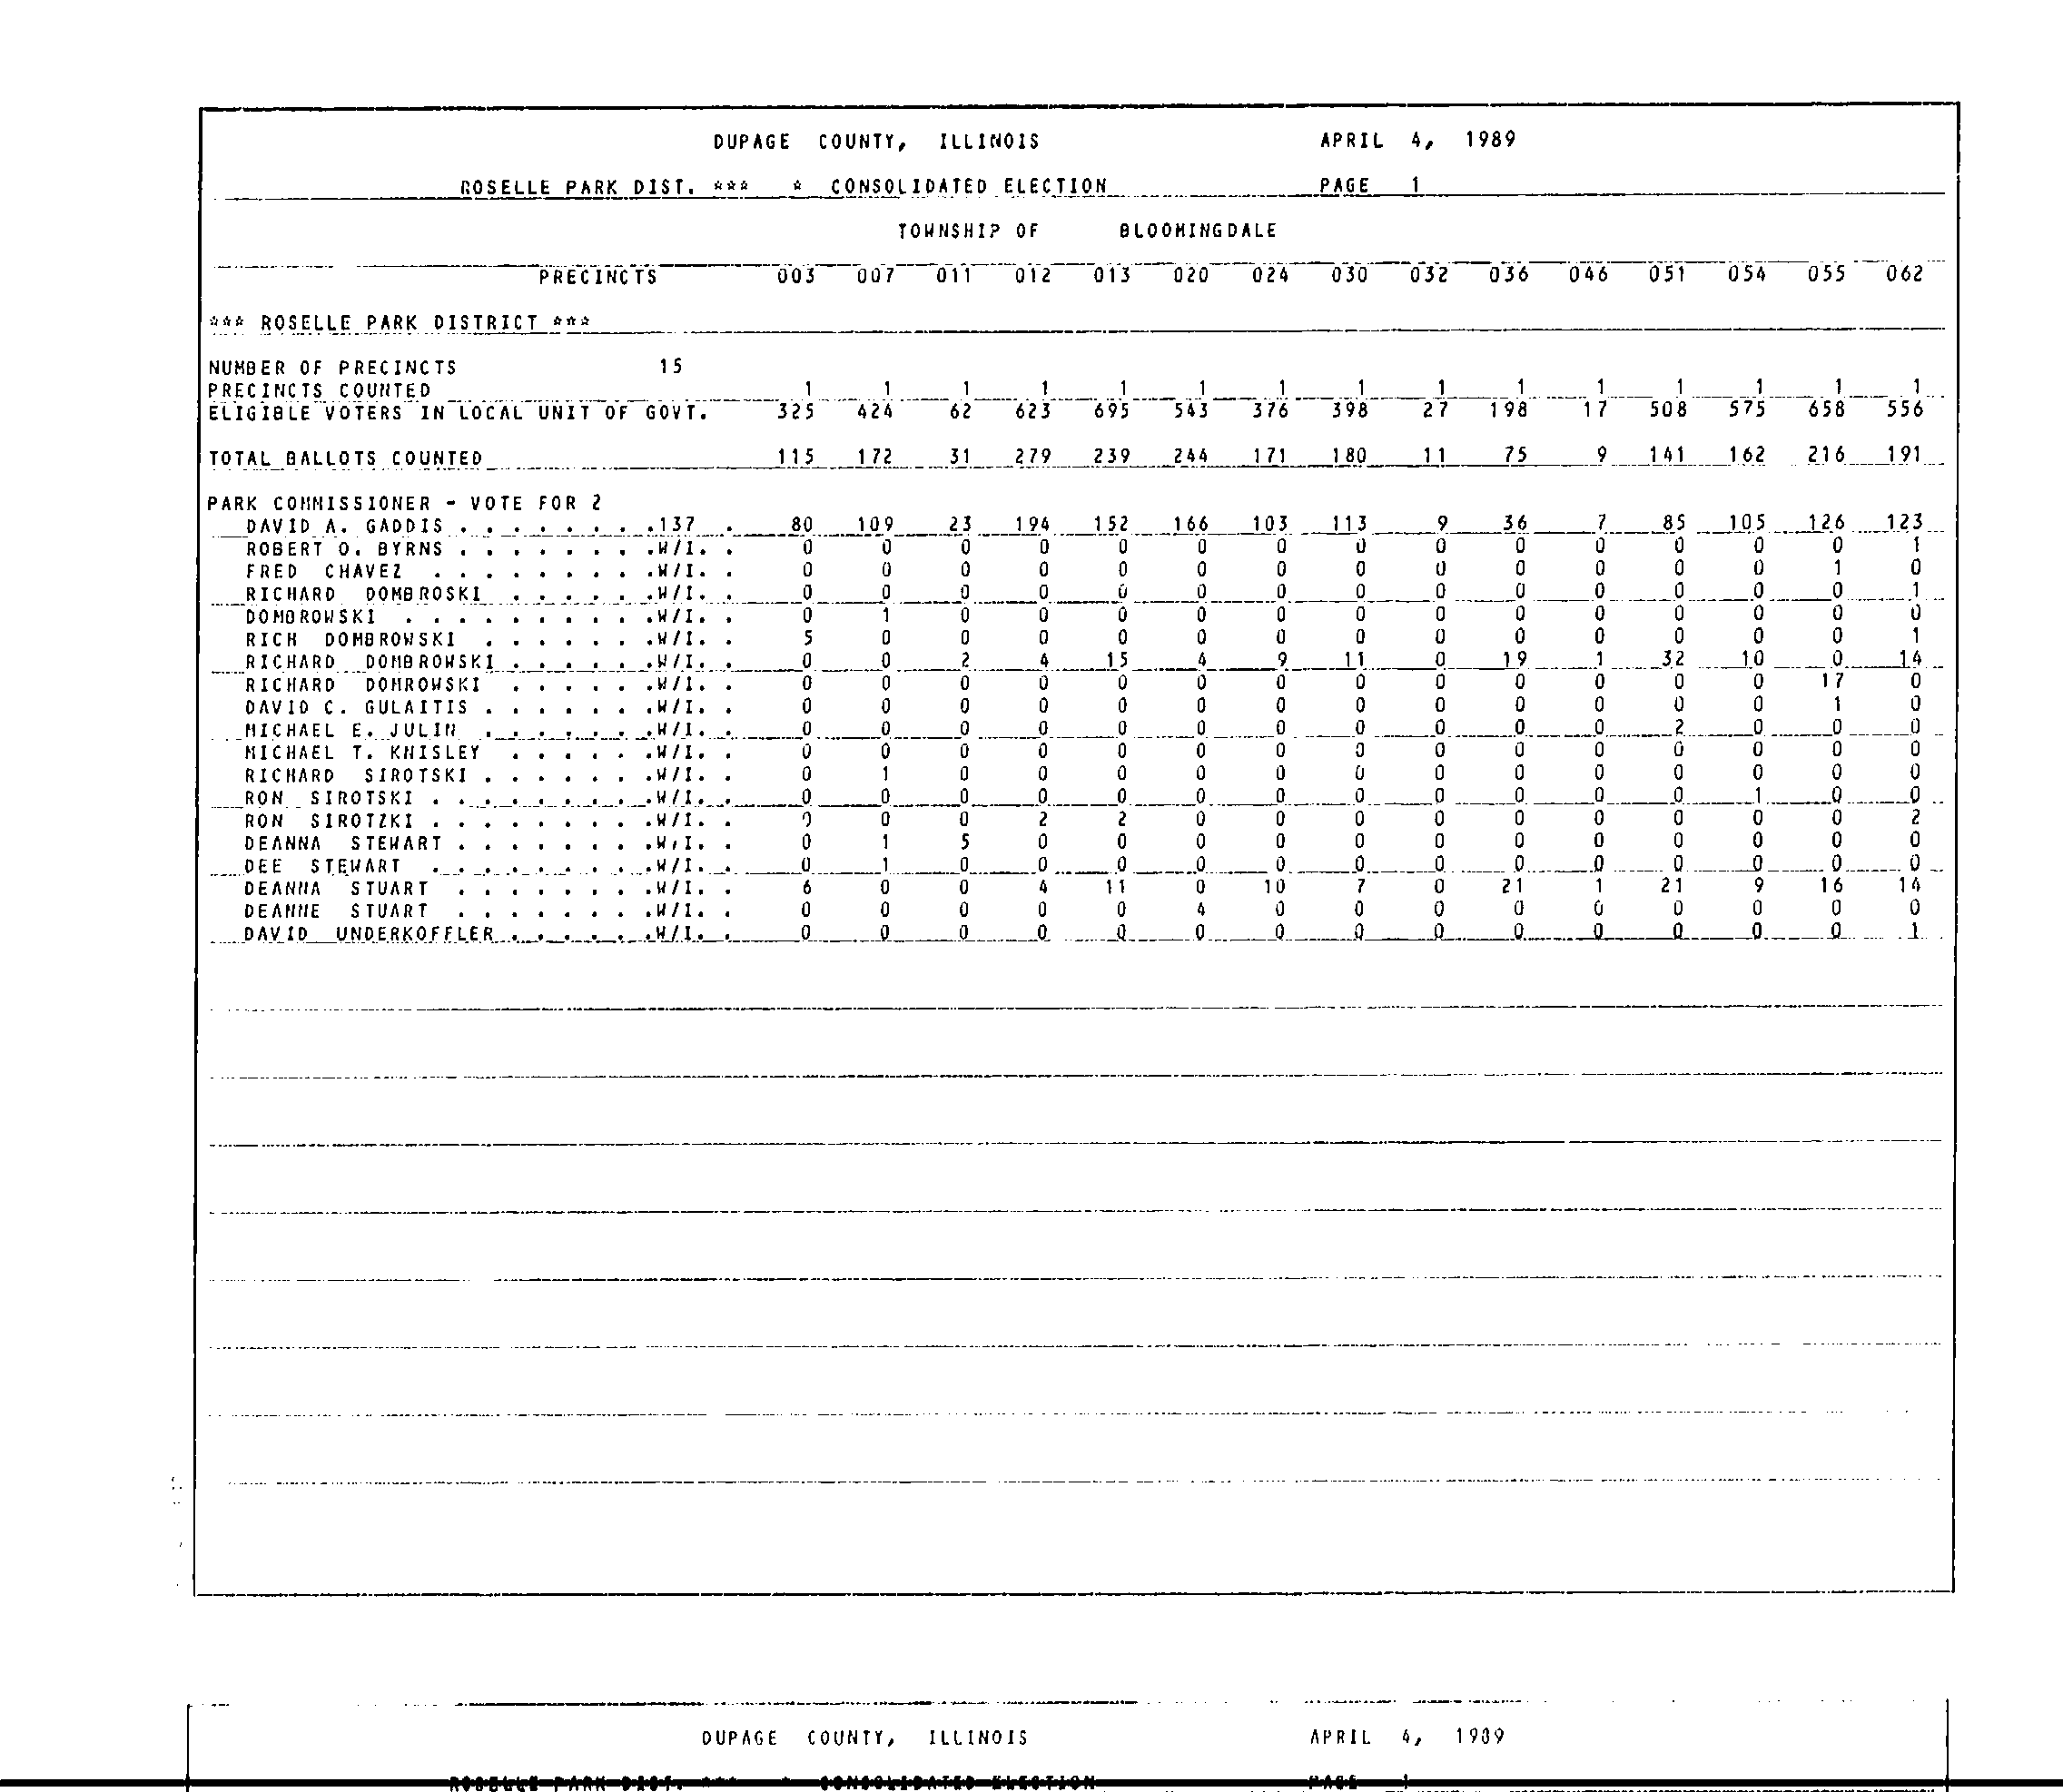 DUPAGE COUNTY, ILLINOIS APRIL 4, 1989
ROSELLE PARK DIST. *** * CONSOLIDATED ELECTION PAGE 1
TOWNSHIP OF BLOOMINGDALE
PRECINCTS 003 007 011 012 013 020 024 030 032 036 046 051 054 055 062
*** ROSELLE PARK DISTRICT ***
NUMBER OF PRECINCTS 15
PRECINCTS COUNTED 1 1 1 1 1 1 1 1 1 1 1 1 1 1 1
ELIGIBLE VOTERS IN LOCAL UNIT OF GOVT. 325 424 62 623 695 543 376 398 27 198 17 508 575 658 556
TOTAL BALLOTS COUNTED 115 172 31 279 239 244 171 180 11 75 9 141 162 216 191
PARK COMMISSIONER - VOTE FOR 2
DAVID A. GADDIS . . . . . . . .137 . 80 109 23 194 152 166 103 113 9 36 7 85 105 126 123
ROBERT O. BYRNS . . . . . . . .W/I. . 0 0 0 0 0 0 0 0 0 0 0 0 0 0 1
FRED CHAVEZ . . . . . . . . .W/I. . 0 0 0 0 0 0 0 0 0 0 0 0 0 1 0
RICHARD DOMBROSKI . . . . . .W/I. . 0 0 0 0 0 0 0 0 0 0 0 0 0 0 1
DOMBROWSKI . . . . . . . . . .W/I. . 0 1 0 0 0 0 0 0 0 0 0 0 0 0 0
RICH DOMBROWSKI . . . . . . .W/I. . 5 0 0 0 0 0 0 0 0 0 0 0 0 0 1
RICHARD DOMBROWSKI . . . . . .W/I. . 0 0 2 4 15 4 9 11 0 19 1 32 10 0 14
RICHARD DOMROWSKI . . . . . .W/I. . 0 0 0 0 0 0 0 0 0 0 0 0 0 17 0
DAVID C. GULAITIS . . . . . . .W/I. . 0 0 0 0 0 0 0 0 0 0 0 0 0 1 0
MICHAEL E. JULIN . . . . . . .W/I. . 0 0 0 0 0 0 0 0 0 0 0 2 0 0 0
MICHAEL T. KNISLEY . . . . . .W/I. . 0 0 0 0 0 0 0 0 0 0 0 0 0 0 0
RICHARD SIROTSKI . . . . . . .W/I. . 0 1 0 0 0 0 0 0 0 0 0 0 0 0 0
RON SIROTSKI . . . . . . . . .W/I. . 0 0 0 0 0 0 0 0 0 0 0 0 1 0 0
RON SIROTZKI . . . . . . . . .W/I. . 0 0 0 2 2 0 0 0 0 0 0 0 0 0 2
DEANNA STEWART . . . . . . . .W/I. . 0 1 5 0 0 0 0 0 0 0 0 0 0 0 0
DEE STEWART . . . . . . . . .W/I. . 0 1 0 0 0 0 0 0 0 0 0 0 0 0 0
DEANNA STUART . . . . . . . .W/I. . 6 0 0 4 11 0 10 7 0 21 1 21 9 16 14
DEANNE STUART . . . . . . . .W/I. . 0 0 0 0 0 4 0 0 0 0 0 0 0 0 0
DAVID UNDERKOFFLER . . . . . .W/I. . 0 0 0 0 0 0 0 0 0 0 0 0 0 0 1
DUPAGE COUNTY, ILLINOIS APRIL 4, 1989
ROSELLE PARK DIST. *** * CONSOLIDATED ELECTION PAGE 1